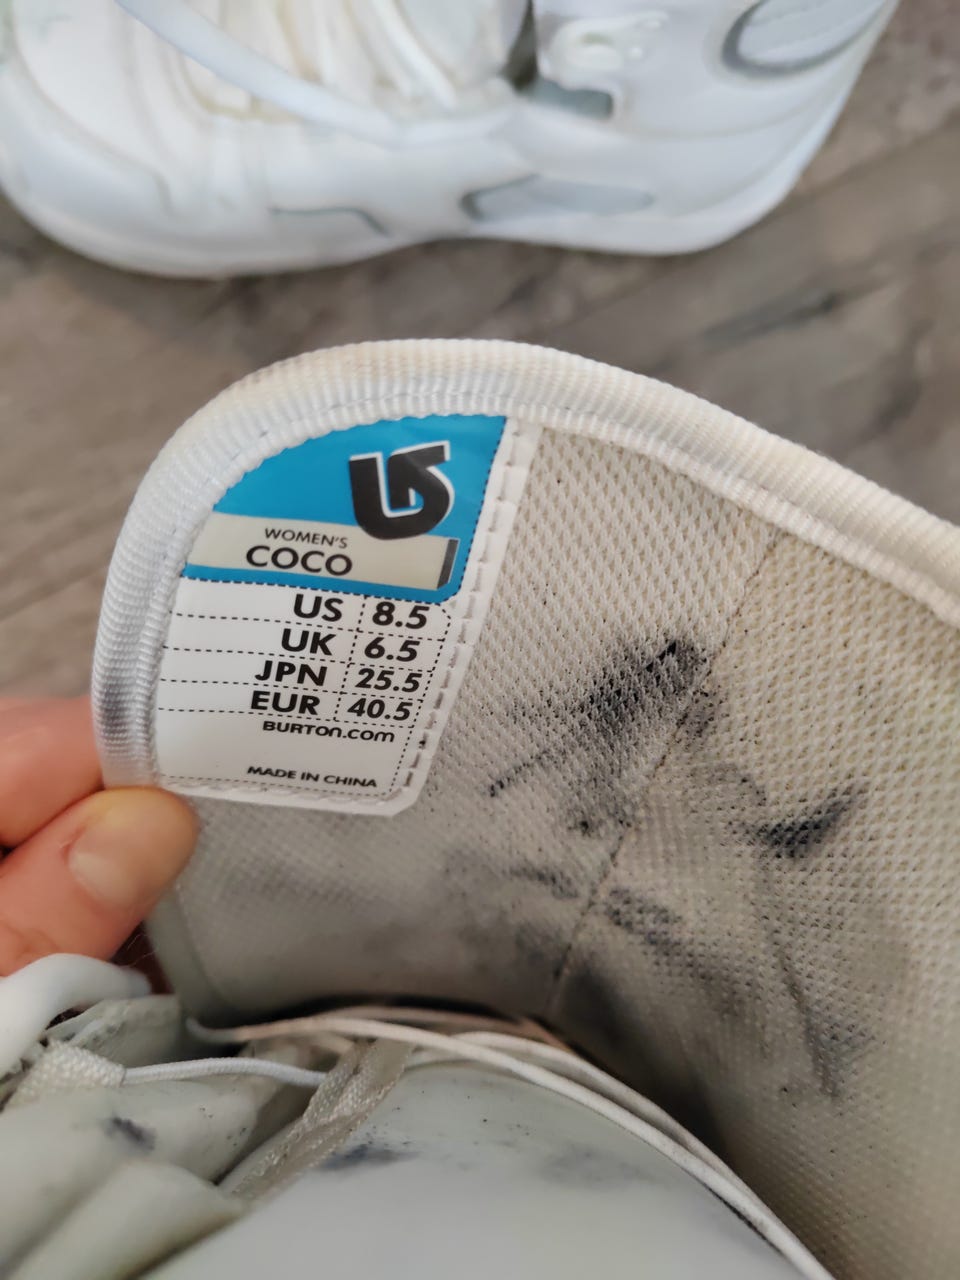 WOMEN'S
COCO
US 8.5
UK 6.5
JPN 25.5
EUR 40.5
BURTON.com
MADE IN CHINA